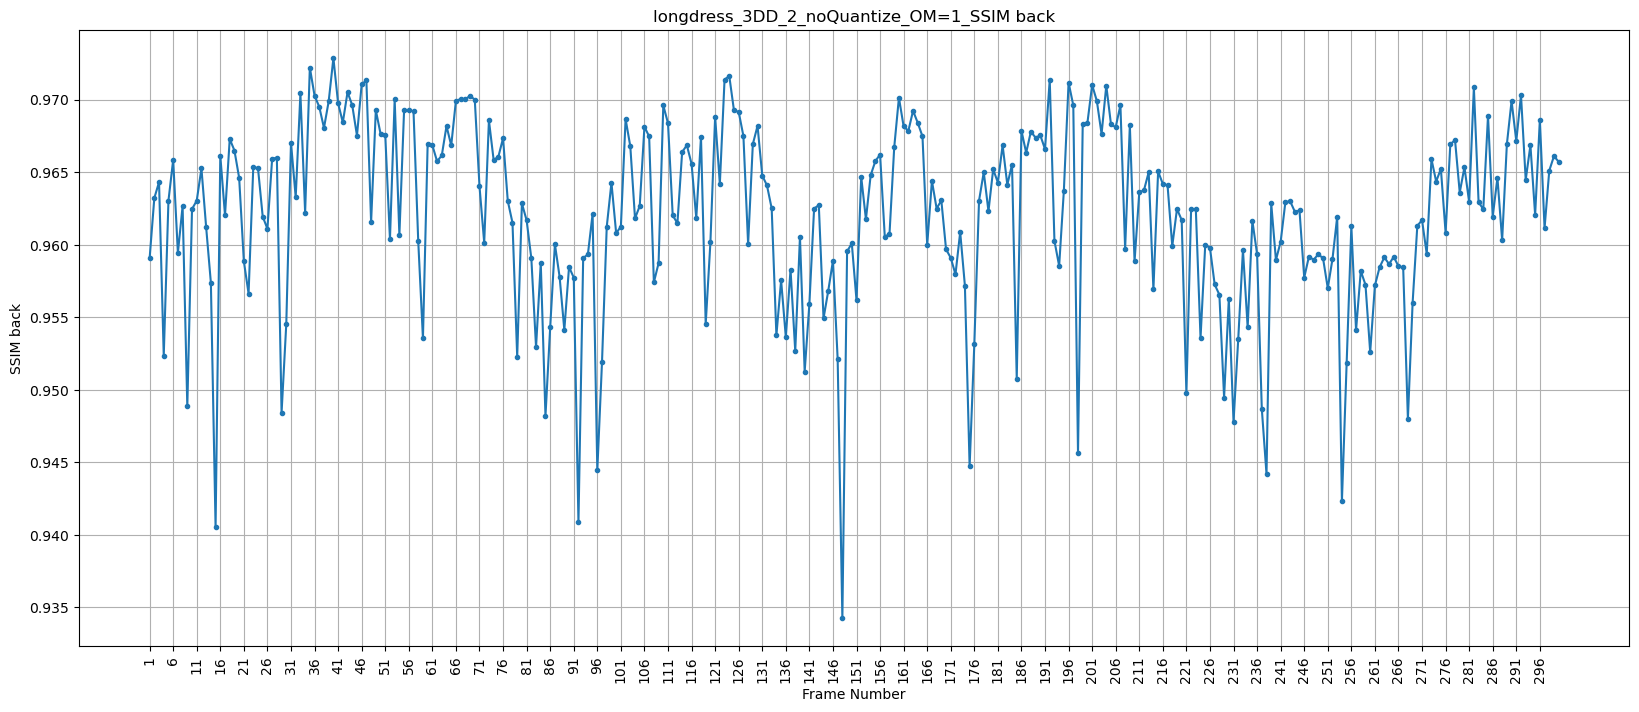 longdress_3DD_2_noQuantize_OM=1_SSIM back
SSIM back
0.970
0.965
0.960
0.955
0.950
0.945
0.940
0.935
1 6 11 16 21 26 31 36 41 46 51 56 61 66 71 76 81 86 91 96 101 106 111 116 121 126 131 136 141 146 151 156 161 166 171 176 181 186 191 196 201 206 211 216 221 226 231 236 241 246 251 256 261 266 271 276 281 286 291 296
Frame Number